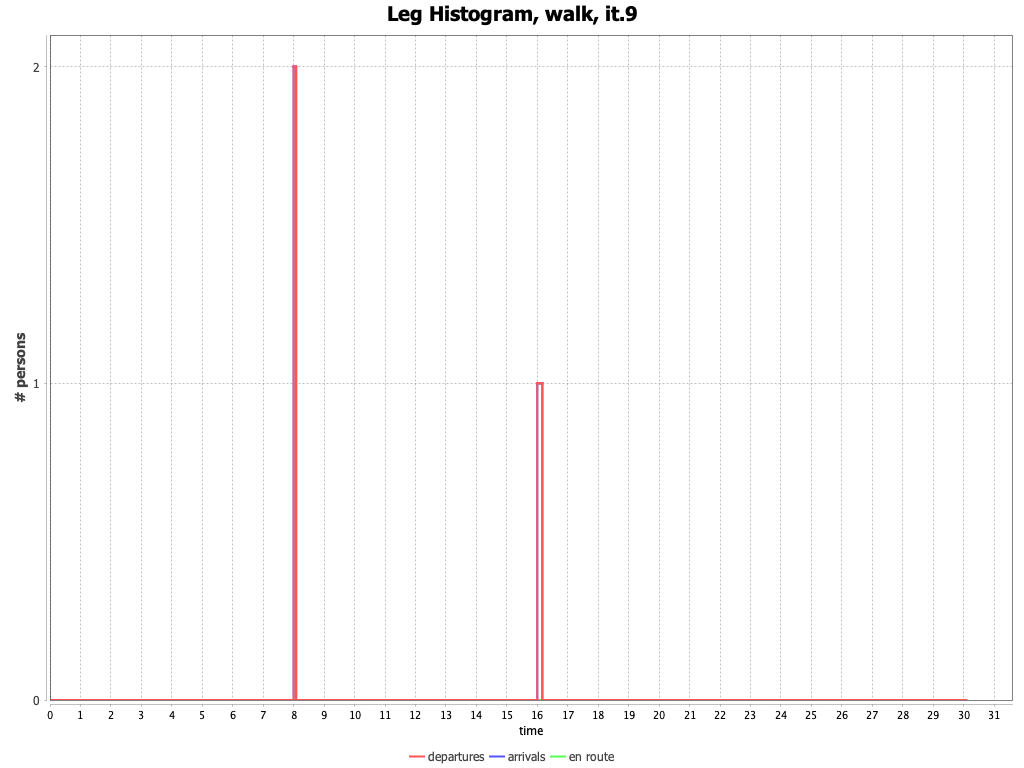 Leg Histogram, walk, it.9
# persons
2
1
0
0 1 2 3 4 5 6 7 8 9 10 11 12 13 14 15 16 17 18 19 20 21 22 23 24 25 26 27 28 29 30 31
time
departures arrivals en route